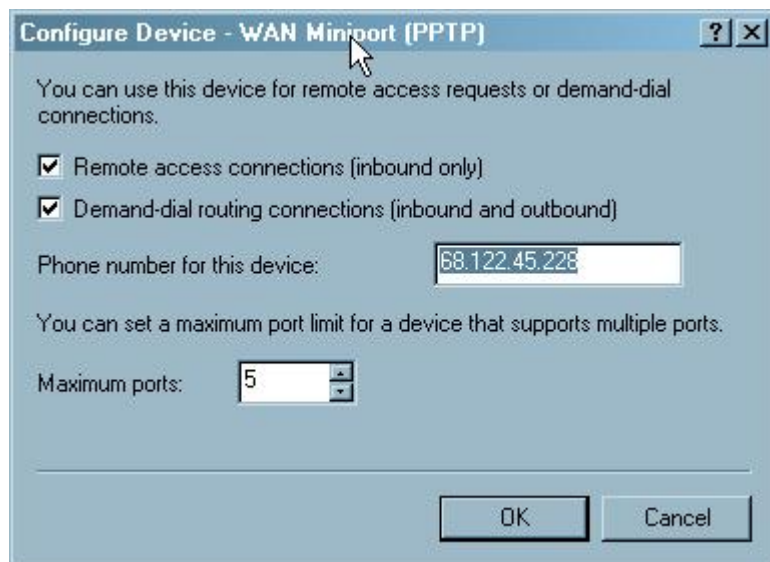 Configure Device - WAN Miniport (PPTP)
? ×
You can use this device for remote access requests or demand-dial
connections.
Remote access connections (inbound only)
Demand-dial routing connections (inbound and outbound)
Phone number for this device: 68.122.45.228
You can set a maximum port limit for a device that supports multiple ports.
Maximum ports: 5
OK Cancel